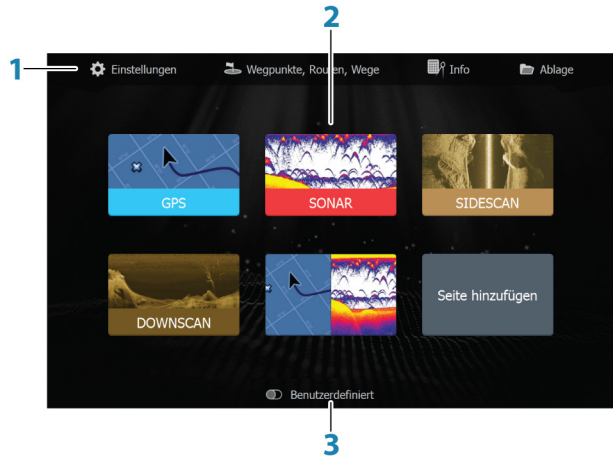 2
1
Einstellungen
Wegpunkte, Routen, Wege
Info
Ablage
GPS
SONAR
SIDESCAN
DOWNSCAN
Seite hinzufügen
Benutzerdefiniert
3